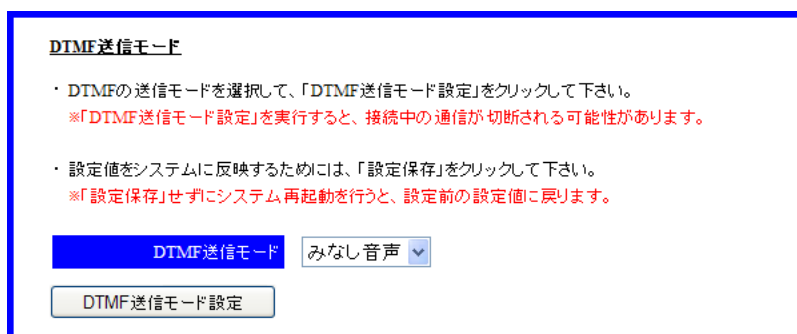 DTMF送信モード
・ DTMFの送信モードを選択して、「DTMF送信モード設定」をクリックして下さい。
※「DTMF送信モード設定」を実行すると、接続中の通信が切断される可能性があります。
・ 設定値をシステムに反映するためには、「設定保存」をクリックして下さい。
※「設定保存」せずにシステム再起動を行うと、設定前の設定値に戻ります。
DTMF送信モード みなし音声
DTMF送信モード設定